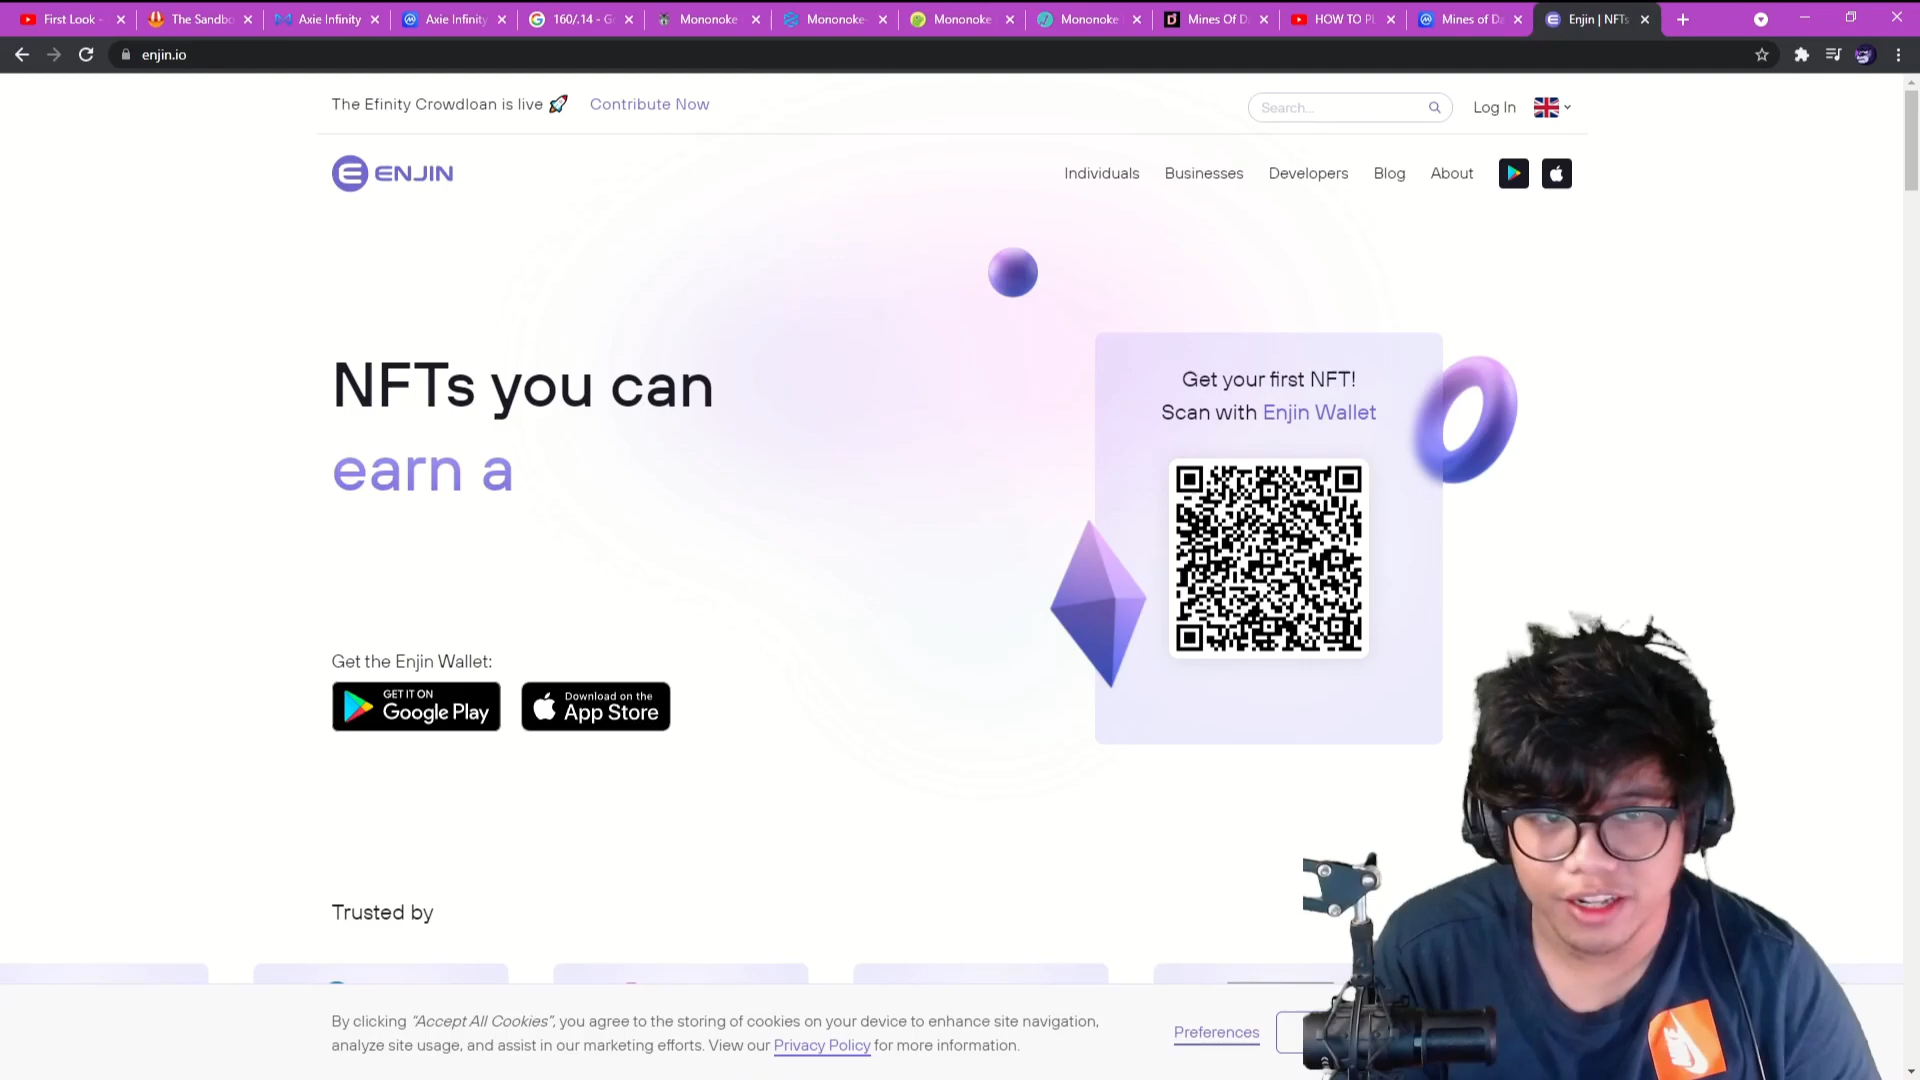 First Look -
The Sandbo
Axie Infinity
Axie Infinity
160/.14 - G
Mononoke
Mononoke-
Mononoke
Mononoke
Mines Of D
HOW TO PL
Mines of Da
Enjin | NFTs
enjin.io
The Efinity Crowdloan is live 🚀 Contribute Now
Search...
Log In
ENJIN
Individuals
Businesses
Developers
Blog
About
NFTs you can
earn a
Get your first NFT!
Scan with Enjin Wallet
Get the Enjin Wallet:
GET IT ON
Google Play
Download on the
App Store
Trusted by
By clicking "Accept All Cookies", you agree to the storing of cookies on your device to enhance site navigation,
analyze site usage, and assist in our marketing efforts. View our Privacy Policy for more information.
Preferences